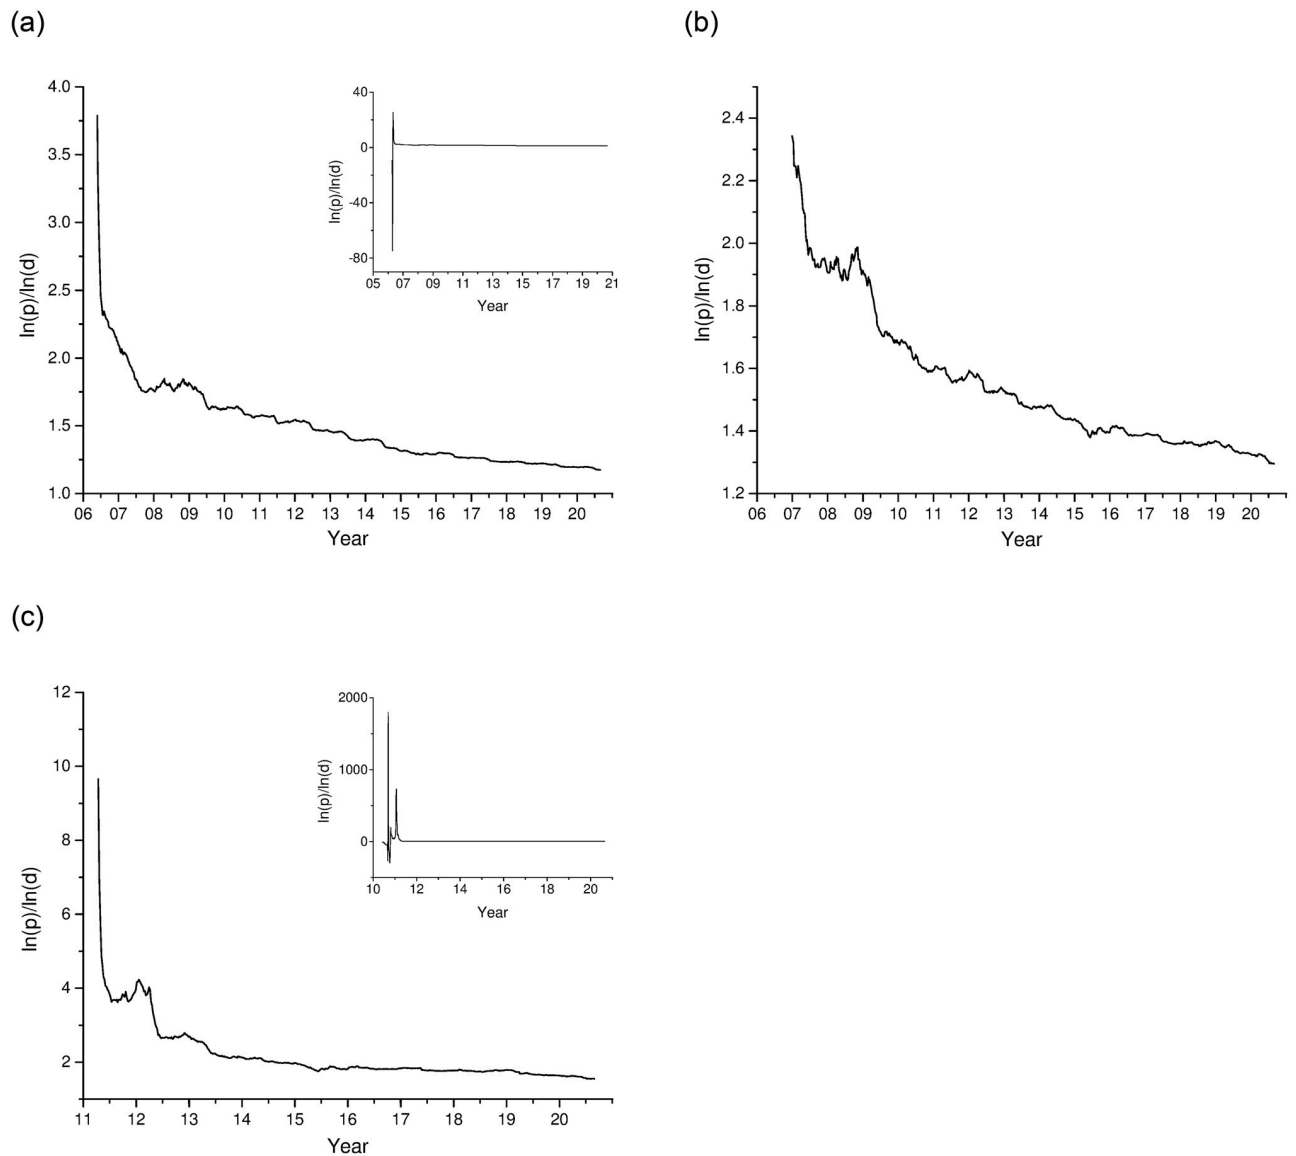 (a)
4.0
3.5
3.0
2.5
2.0
1.5
1.0
ln(p)/ln(d)
06 07 08 09 10 11 12 13 14 15 16 17 18 19 20
Year
40
0
-40
-80
ln(p)/ln(d)
05 07 09 11 13 15 17 19 21
Year
(b)
2.4
2.2
2.0
1.8
1.6
1.4
1.2
ln(p)/ln(d)
06 07 08 09 10 11 12 13 14 15 16 17 18 19 20
Year
(c)
12
10
8
6
4
2
ln(p)/ln(d)
11 12 13 14 15 16 17 18 19 20
Year
2000
1000
0
ln(p)/ln(d)
10 12 14 16 18 20
Year